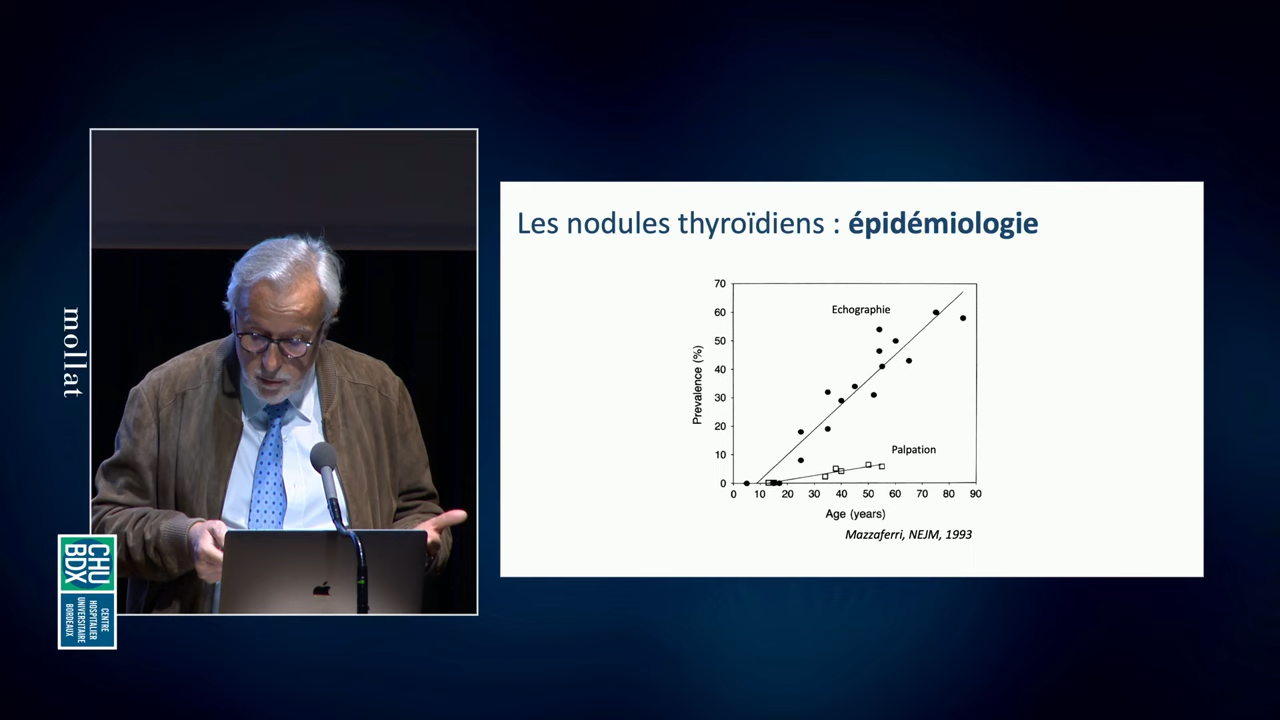 mollat
CHU
BDX
CENTRE
HOSPITALIER
UNIVERSITAIRE
BORDEAUX
Les nodules thyroïdiens : épidémiologie
Echographie
Palpation
Prevalence (%)
70
60
50
40
30
20
10
0
0 10 20 30 40 50 60 70 80 90
Age (years)
Mazzaferri, NEJM, 1993